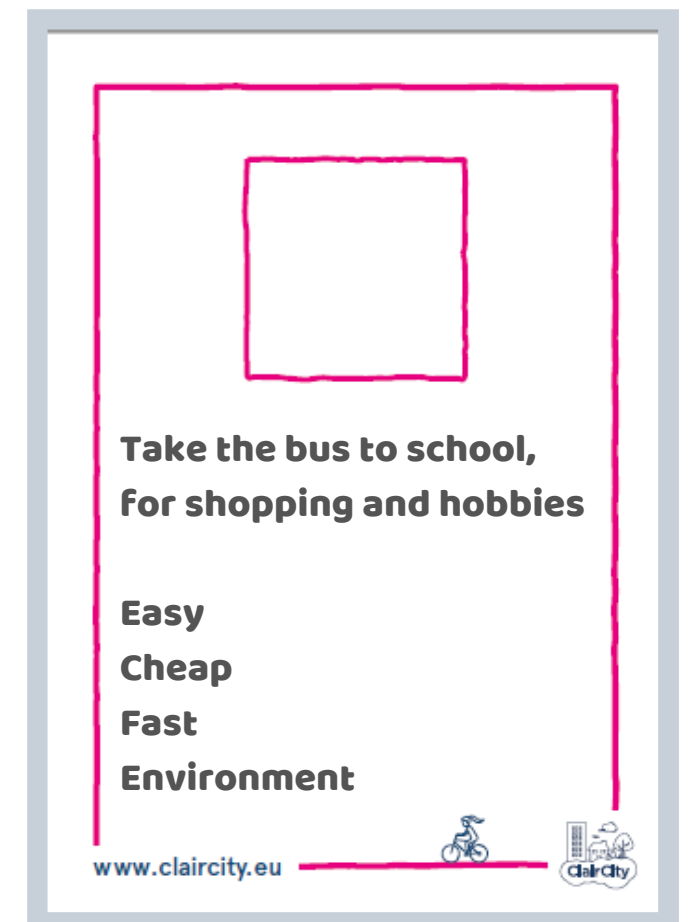 Take the bus to school,
for shopping and hobbies
Easy
Cheap
Fast
Environment
www.claircity.eu
ClairCity